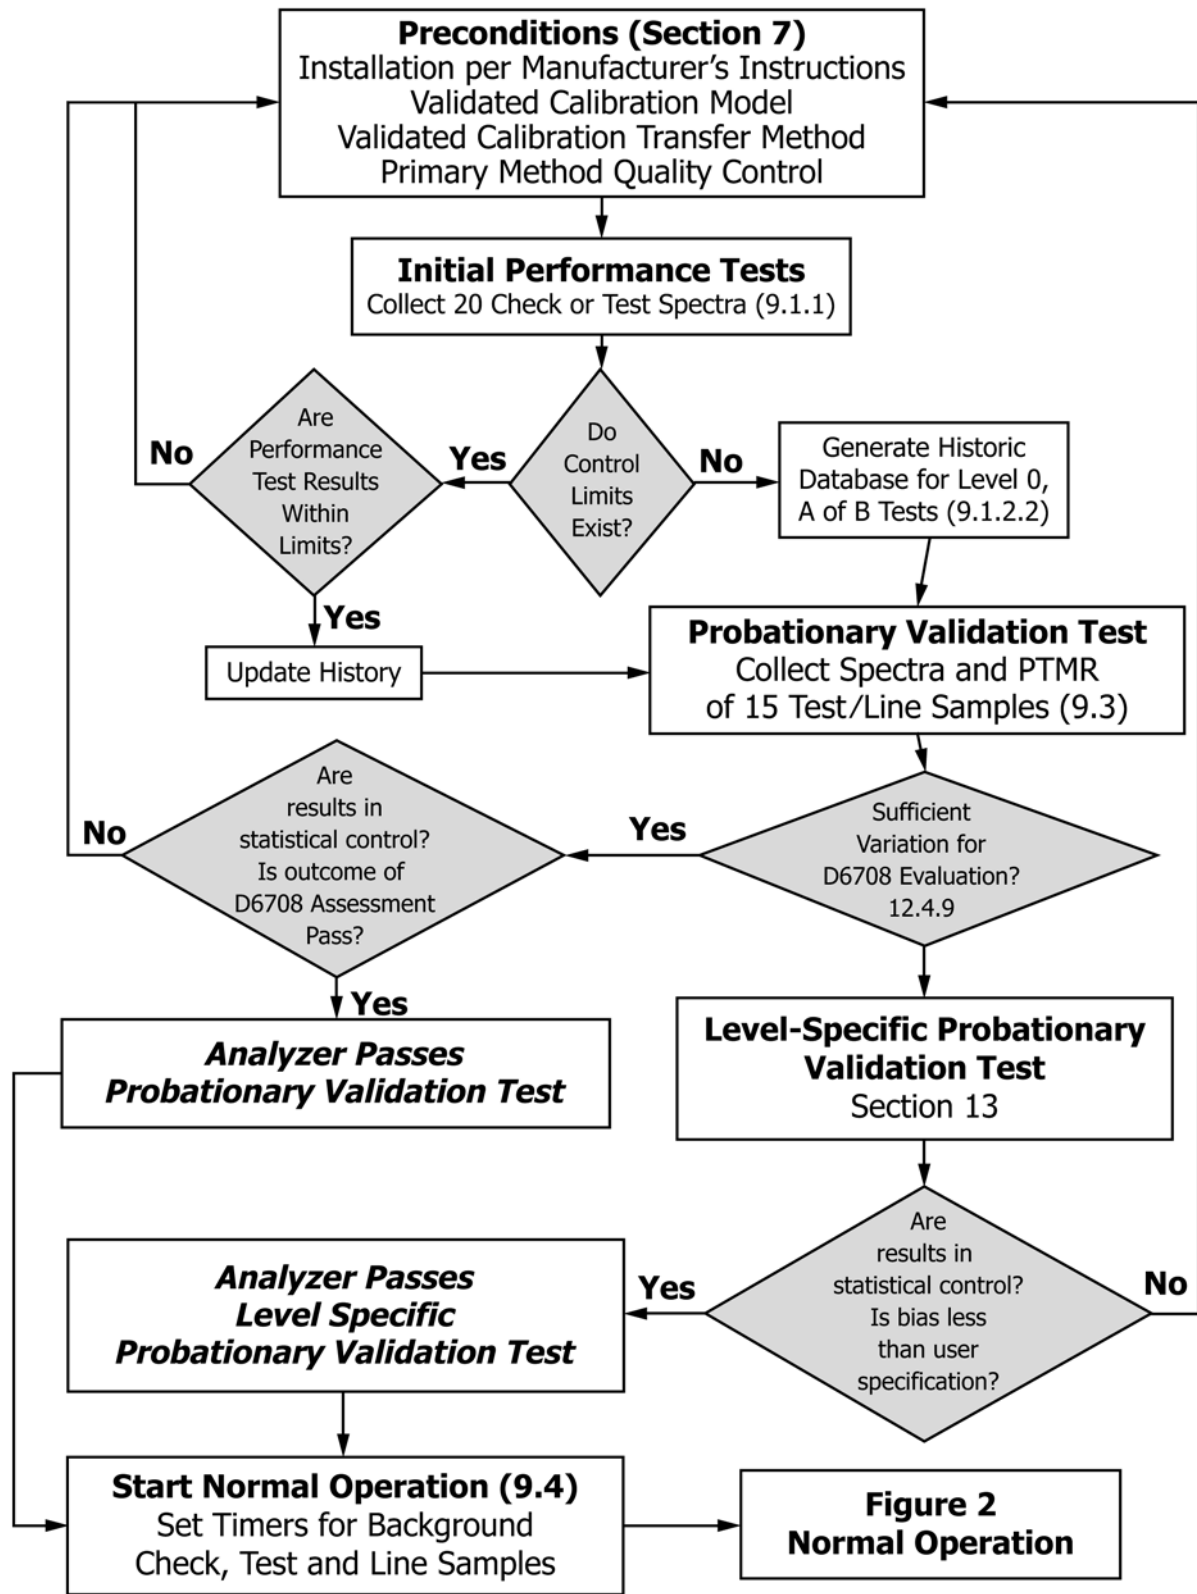 Preconditions (Section 7)
Installation per Manufacturer's Instructions
Validated Calibration Model
Validated Calibration Transfer Method
Primary Method Quality Control
Initial Performance Tests
Collect 20 Check or Test Spectra (9.1.1)
Are
Performance
Test Results
Within
Limits?
No
Yes
Do
Control
Limits
Exist?
Yes
No
Generate Historic
Database for Level 0,
A of B Tests (9.1.2.2)
Update History
Probationary Validation Test
Collect Spectra and PTMR
of 15 Test/Line Samples (9.3)
Are
results in
statistical control?
Is outcome of
D6708 Assessment
Pass?
No
Yes
Sufficient
Variation for
D6708 Evaluation?
12.4.9
Yes
Analyzer Passes
Probationary Validation Test
Level-Specific Probationary
Validation Test
Section 13
Analyzer Passes
Level Specific
Probationary Validation Test
Yes
Are
results in
statistical control?
Is bias less
than user
specification?
No
Start Normal Operation (9.4)
Set Timers for Background
Check, Test and Line Samples
Figure 2
Normal Operation